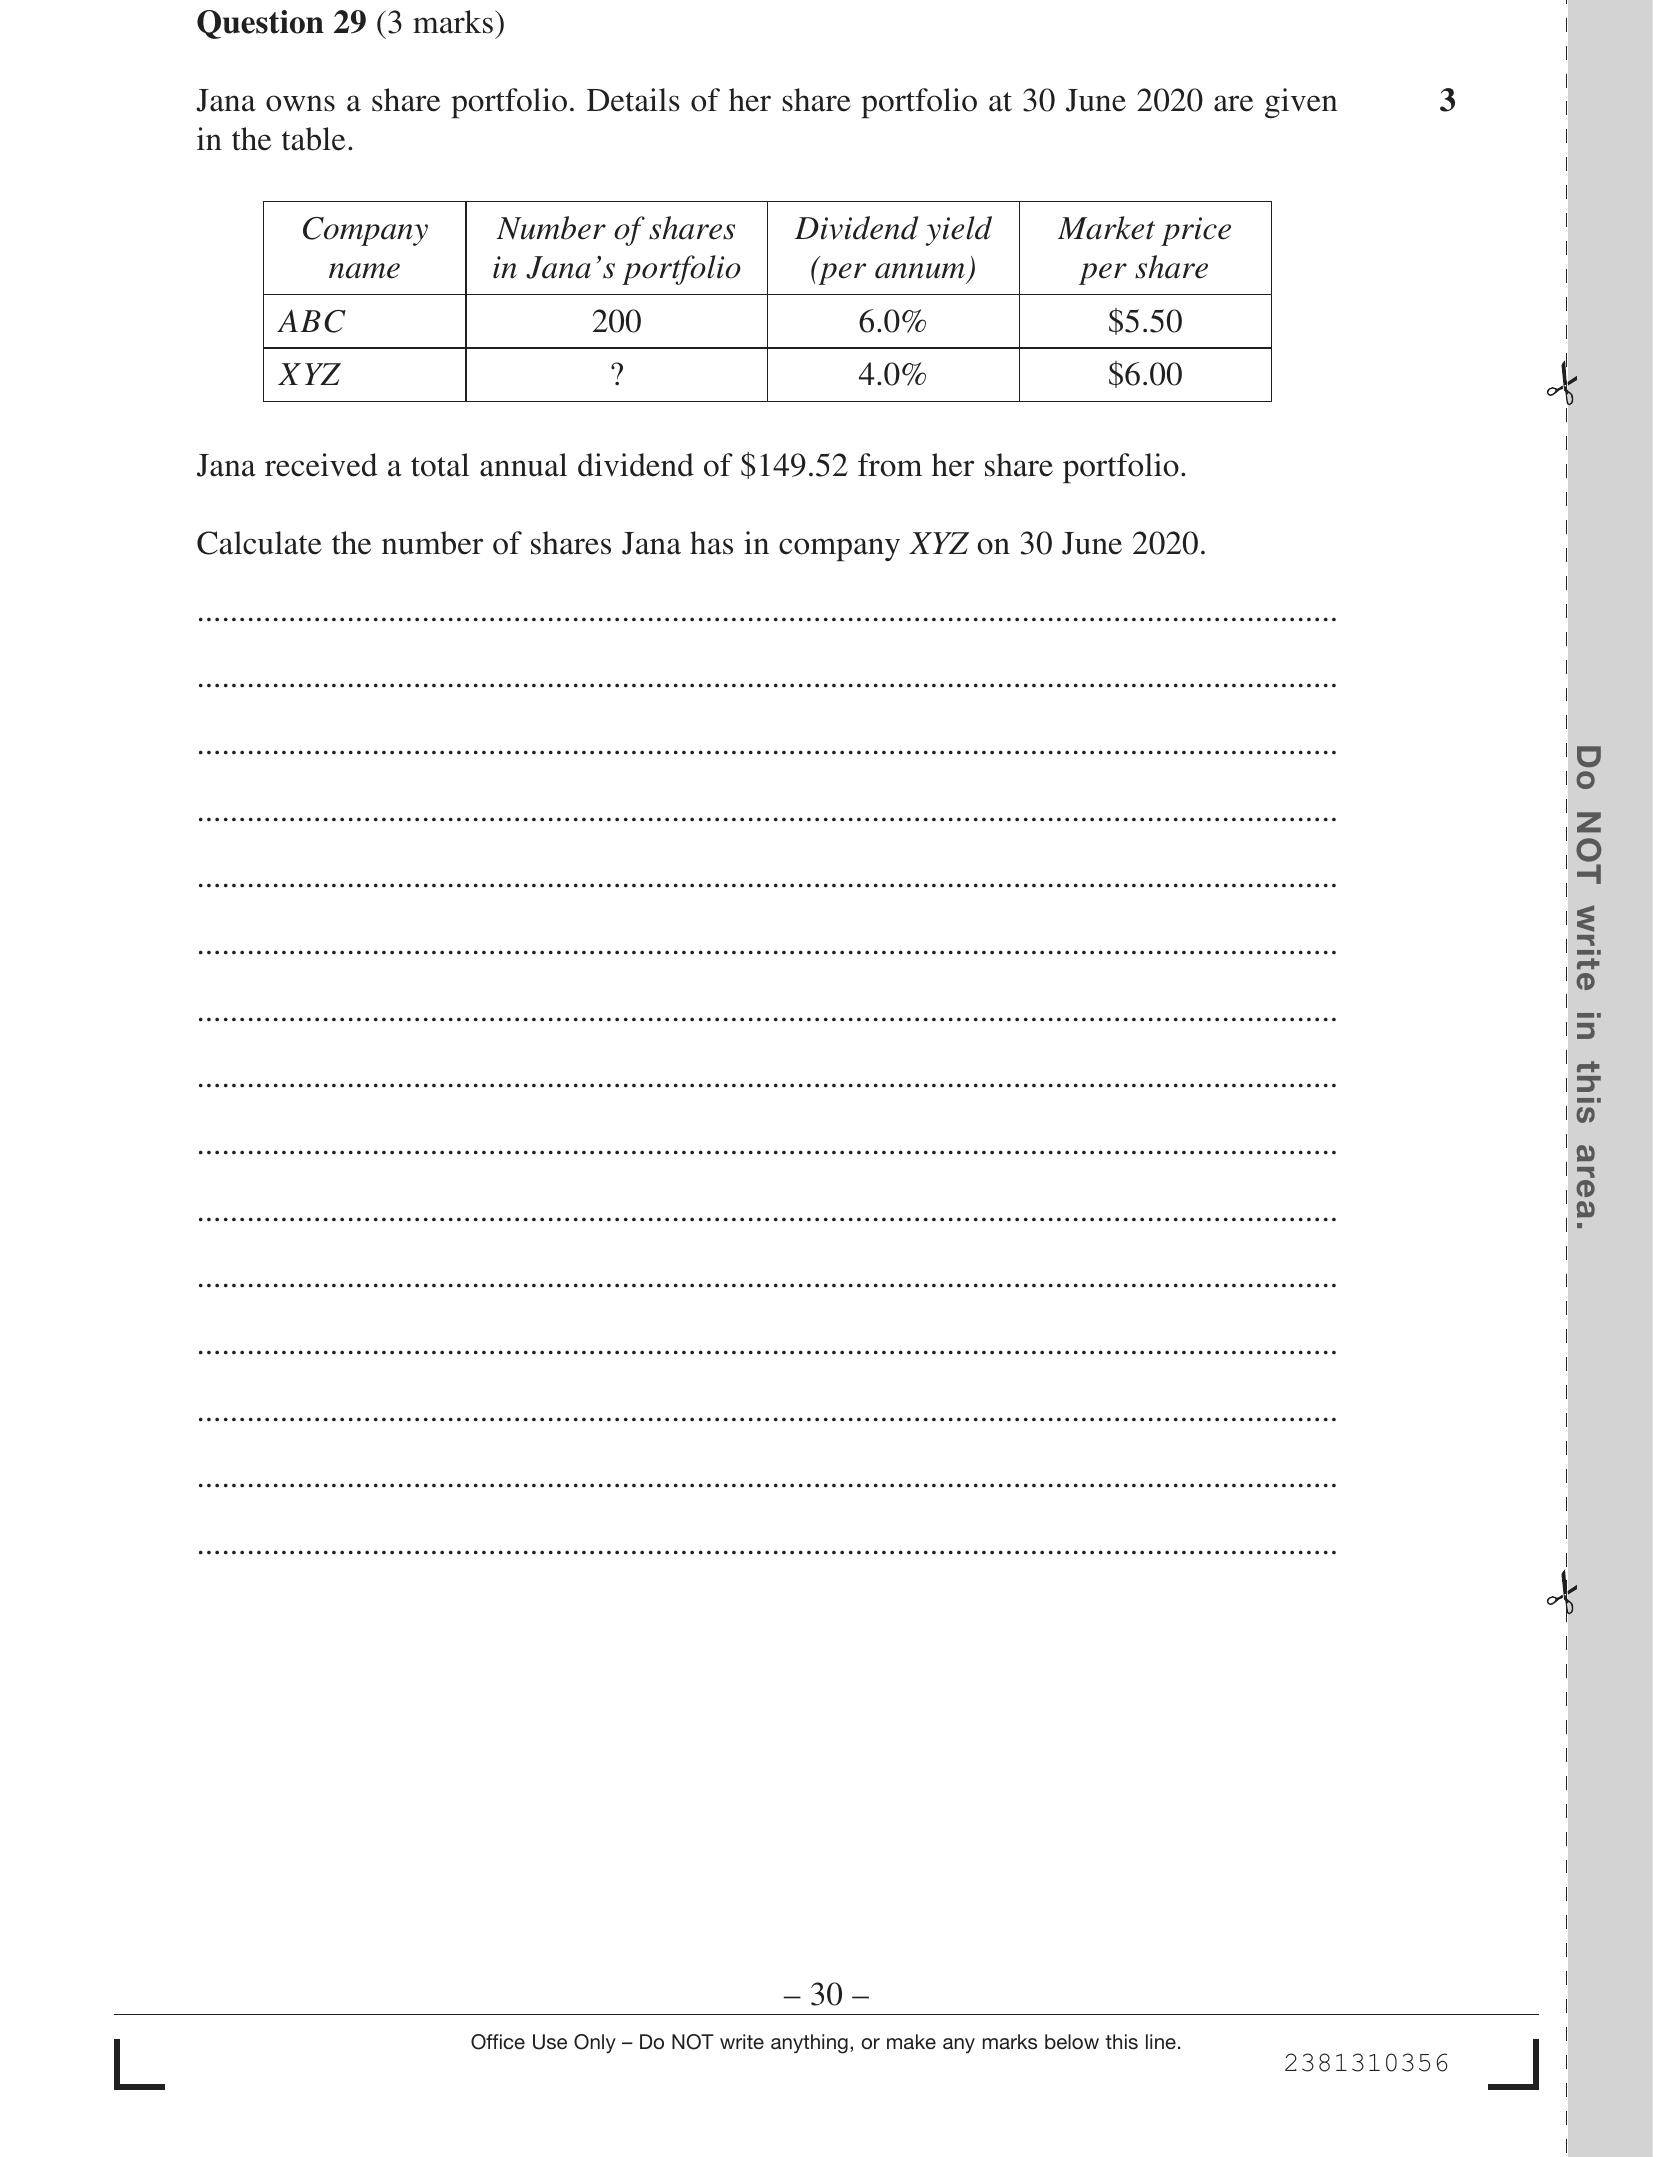 Question 29 (3 marks)
Jana owns a share portfolio. Details of her share portfolio at 30 June 2020 are given 3
in the table.
Company name Number of shares in Jana's portfolio Dividend yield (per annum) Market price per share
ABC 200 6.0% $5.50
XYZ ? 4.0% $6.00
Jana received a total annual dividend of $149.52 from her share portfolio.
Calculate the number of shares Jana has in company XYZ on 30 June 2020.
Do NOT write in this area.
– 30 –
Office Use Only – Do NOT write anything, or make any marks below this line.
2381310356